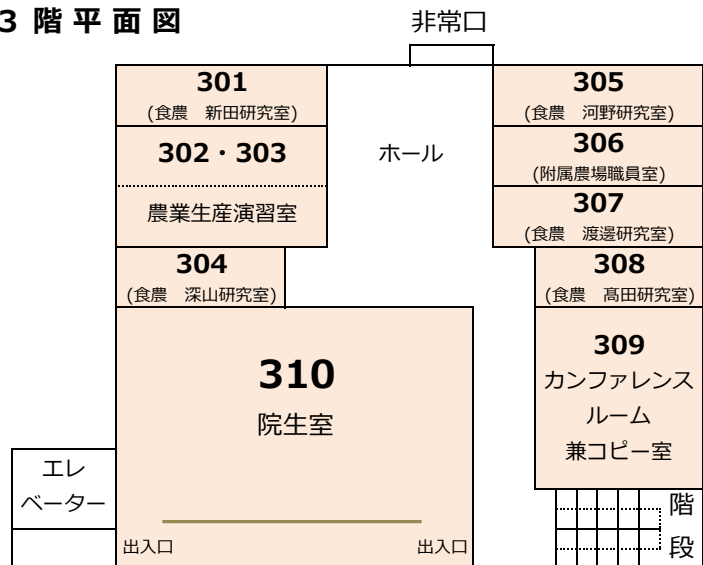 3階平面図
非常口
301
(食農　新田研究室)
302・303
農業生産演習室
ホール
305
(食農　河野研究室)
306
(附属農場職員室)
307
(食農　渡邊研究室)
304
(食農　深山研究室)
308
(食農　髙田研究室)
310
院生室
309
カンファレンス
ルーム
兼コピー室
エレ
ベーター
出入口
出入口
階
段